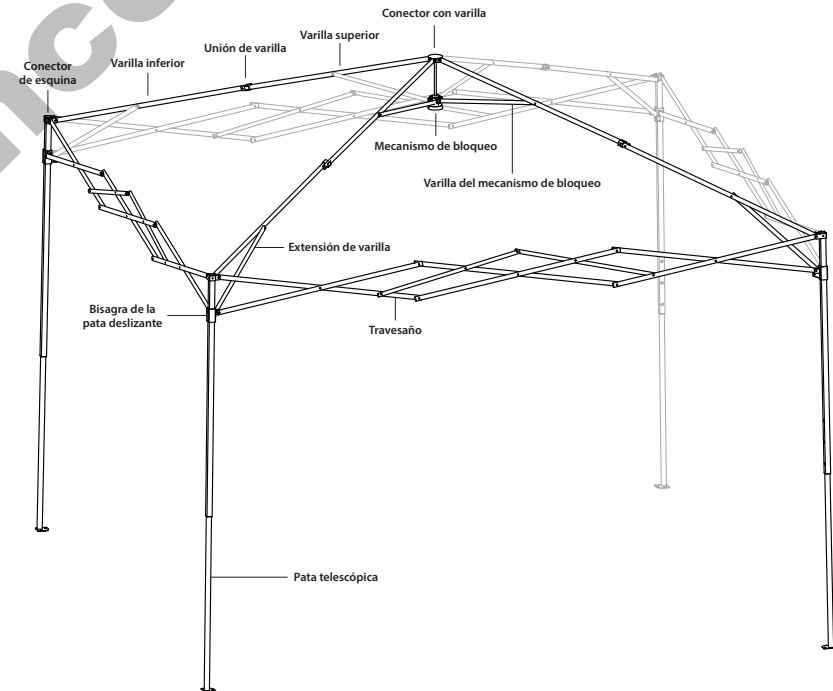 Conector con varilla
Varilla superior
Unión de varilla
Varilla inferior
Conector
de esquina
Mecanismo de bloqueo
Varilla del mecanismo de bloqueo
Extensión de varilla
Bisagra de la
pata deslizante
Travesaño
Pata telescópica